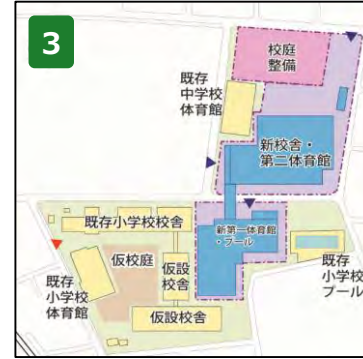 3
校庭
整備
既存
中学校
体育館
新校舎・
第二体育館
既存小学校校舎
新第一体育館
・プール
仮校庭
仮設
校舎
既存
小学校
体育館
仮設校舎
既存
小学校
プール